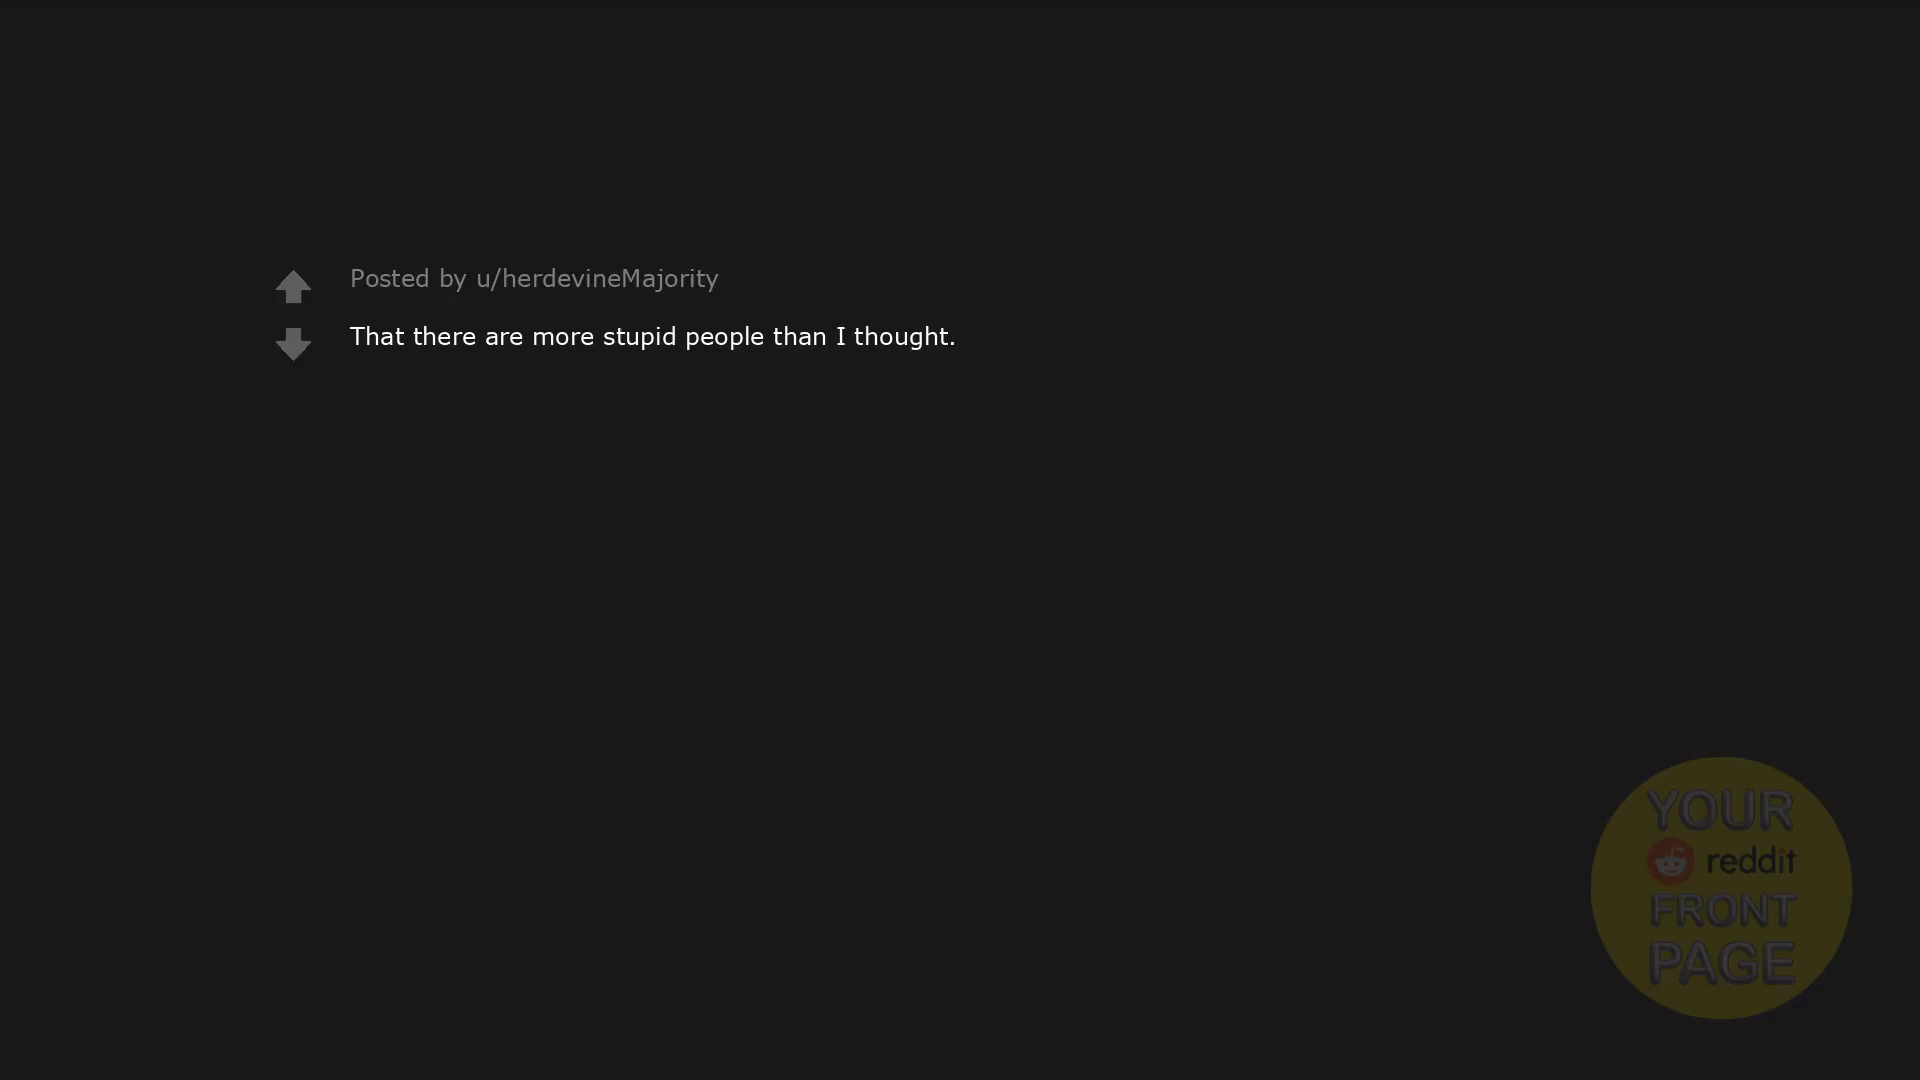 Posted by u/herdevineMajority
That there are more stupid people than I thought.
YOUR
reddit
FRONT
PAGE